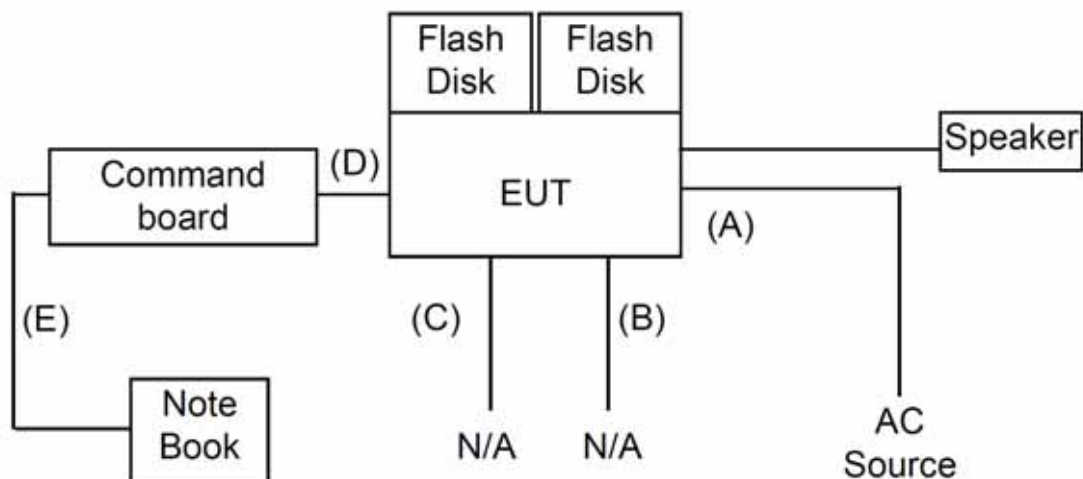 Flash
Disk
Flash
Disk
Speaker
Command
board
(D)
EUT
(A)
(E)
(C)
(B)
Note
Book
N/A
N/A
AC
Source